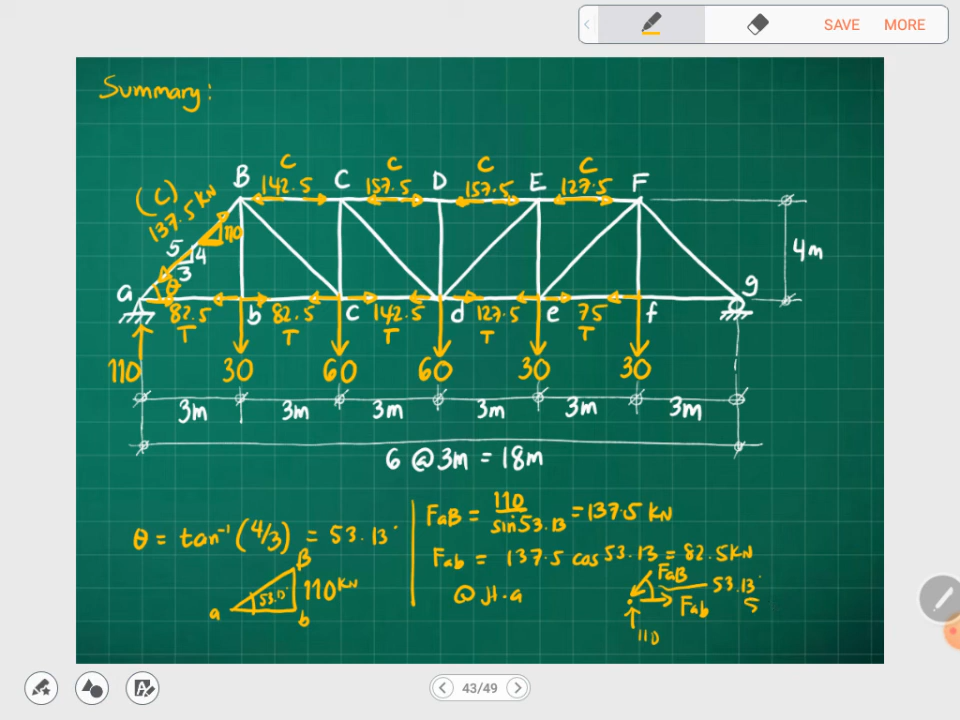 SAVE MORE
Summary:
(C)
137.5 KN
C C C C
B 142.5 C 157.5 D 157.5 E 127.5 F
110
5 4
3
θ
4m
a 82.5 b 82.5 c 142.5 d 127.5 e 75 f g
T T T T T
110 30 60 60 30 30
3m 3m 3m 3m 3m 3m
6 @ 3m = 18m
θ = tan⁻¹ (4/3) = 53.13°
B
53.13° 110 KN
a b
FaB = 110 / sin 53.13 = 137.5 KN
Fab = 137.5 cos 53.13 = 82.5 KN
@ Jt. a
FaB 53.13°
Fab
110
43/49